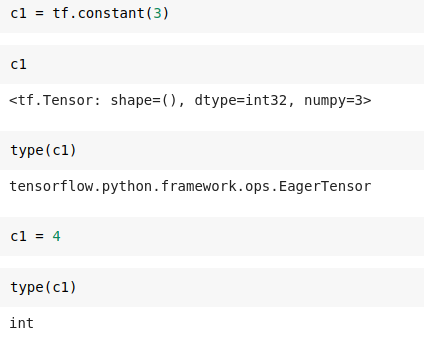 c1 = tf.constant(3)
c1
<tf.Tensor: shape=(), dtype=int32, numpy=3>
type(c1)
tensorflow.python.framework.ops.EagerTensor
c1 = 4
type(c1)
int